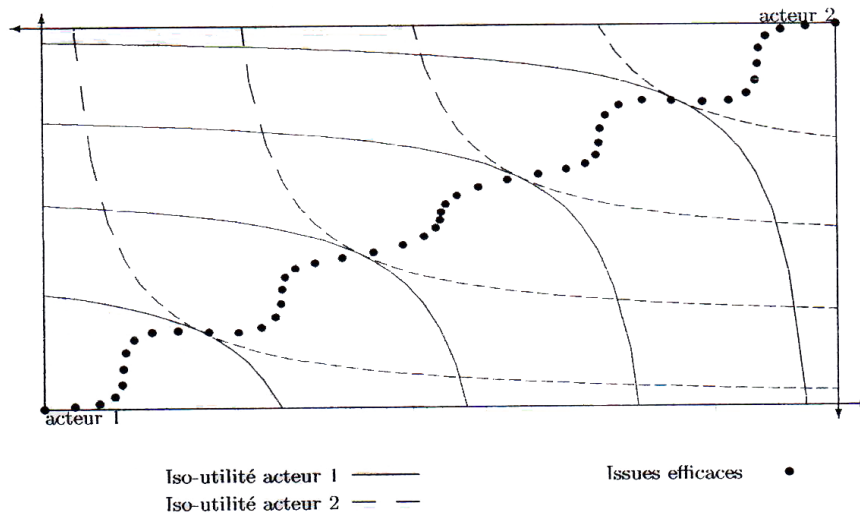 acteur 2
acteur 1
Iso-utilité acteur 1
Iso-utilité acteur 2
Issues efficaces